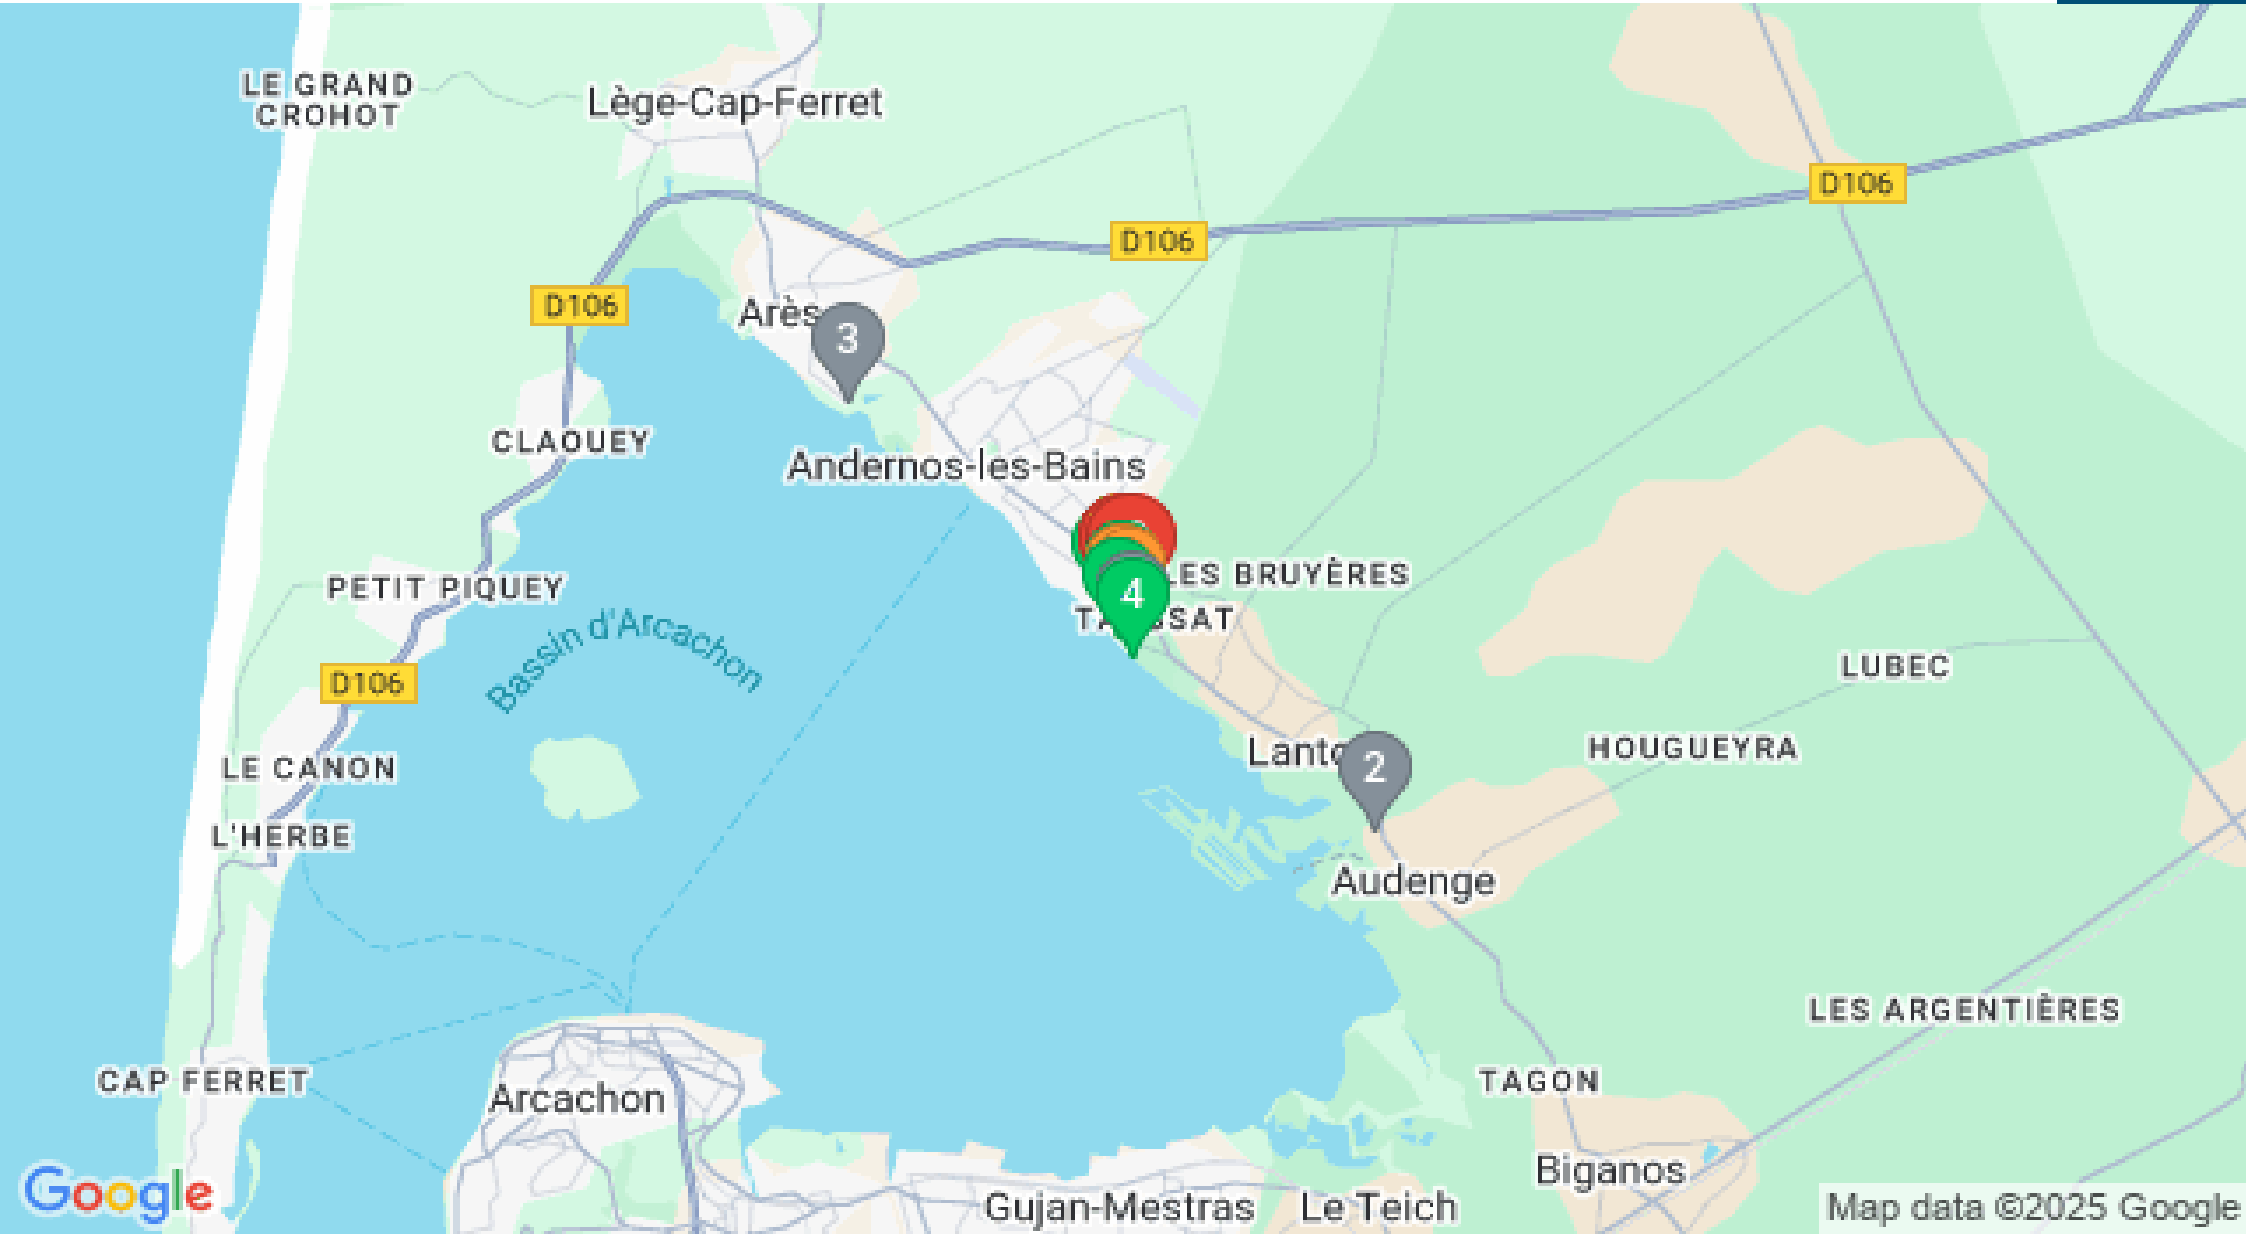 LE GRAND
CROHOT
Lège-Cap-Ferret
D106
D106
D106
Arès
3
CLAOUEY
Andernos-les-Bains
LES BRUYÈRES
PETIT PIQUEY
4
Bassin d'Arcachon
D106
LUBEC
HOUGUEYRA
2
LE CANON
L'HERBE
Audenge
LES ARGENTIÈRES
CAP FERRET
TAGON
Arcachon
Biganos
Gujan-Mestras
Le Teich
Google
Map data ©2025 Google